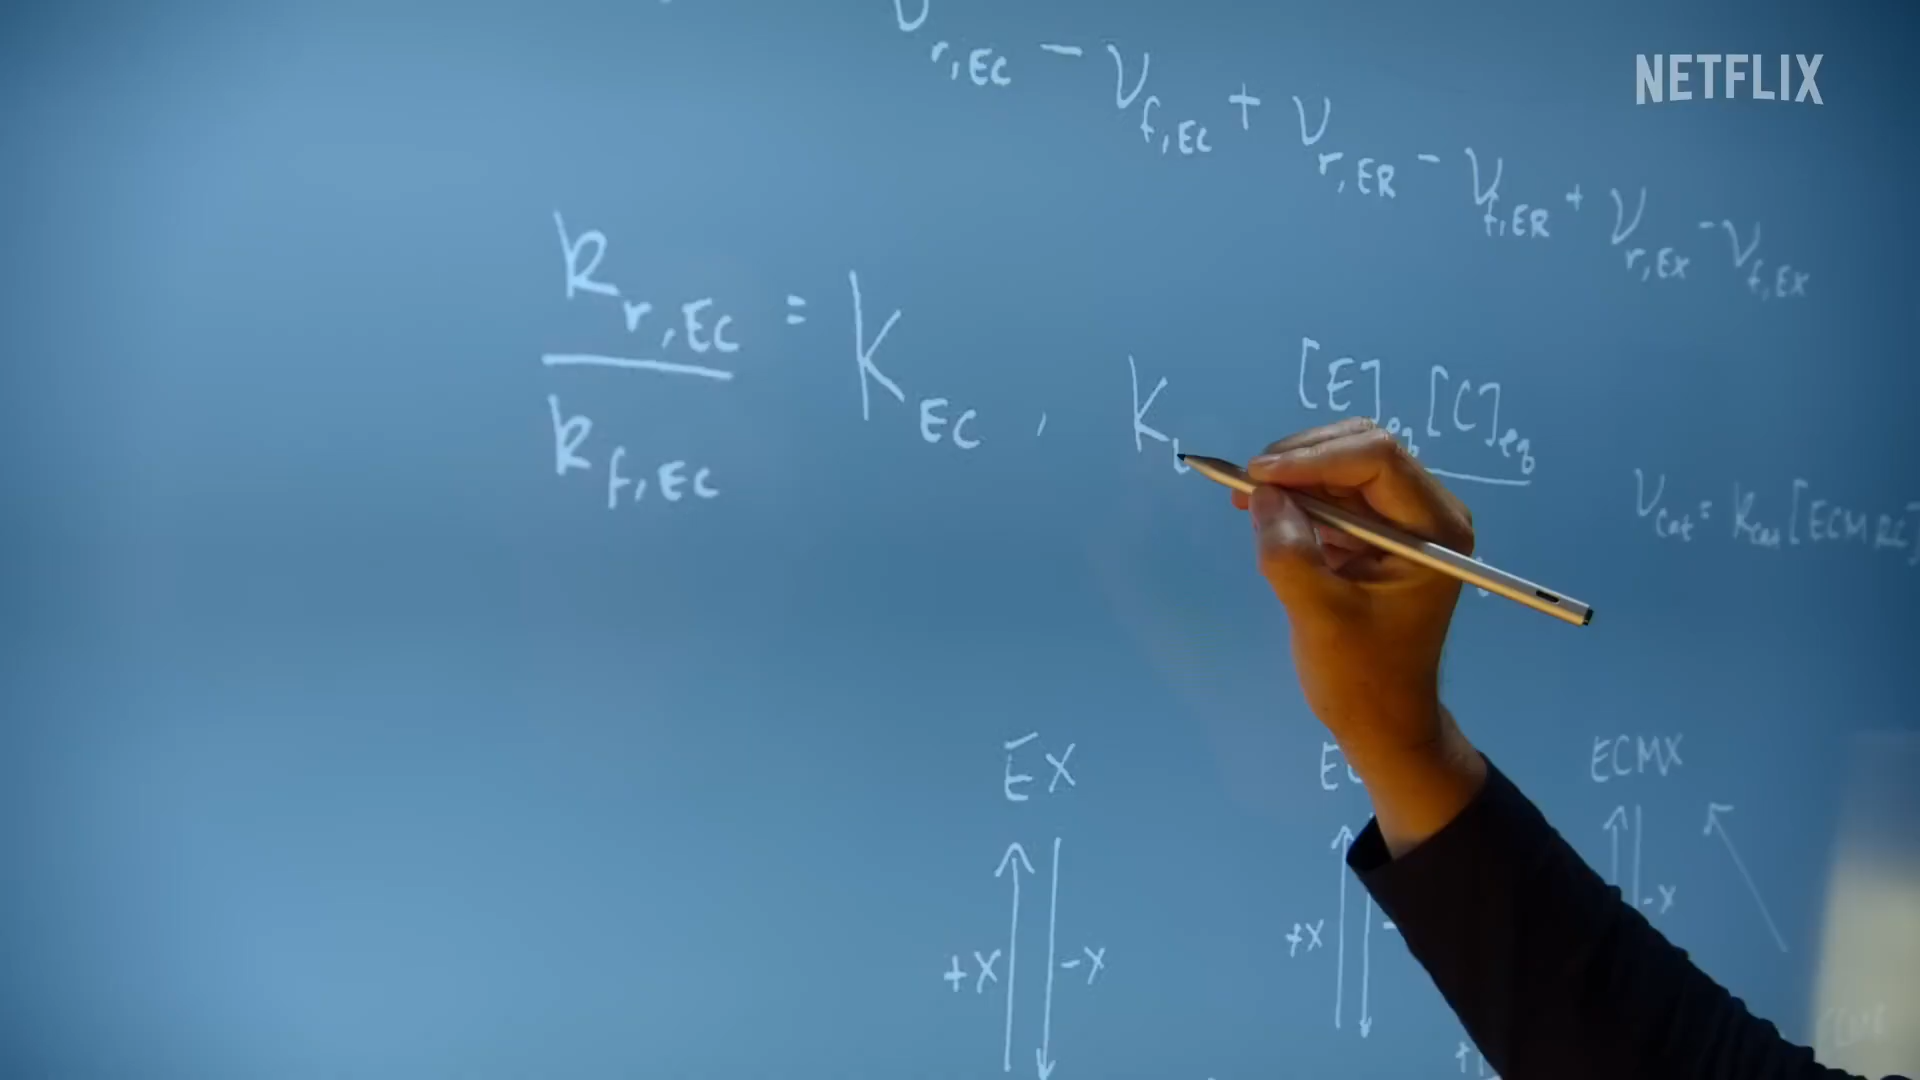 ν r,EC − ν f,EC + ν r,ER − ν f,ER + ν r,EX − ν f,EX
NETFLIX
k r,EC / k f,EC = K EC , K [E]eq [C]eq
ν cat = k cat [ECMRC]
EX
ECMX
+X -X
+X
-X